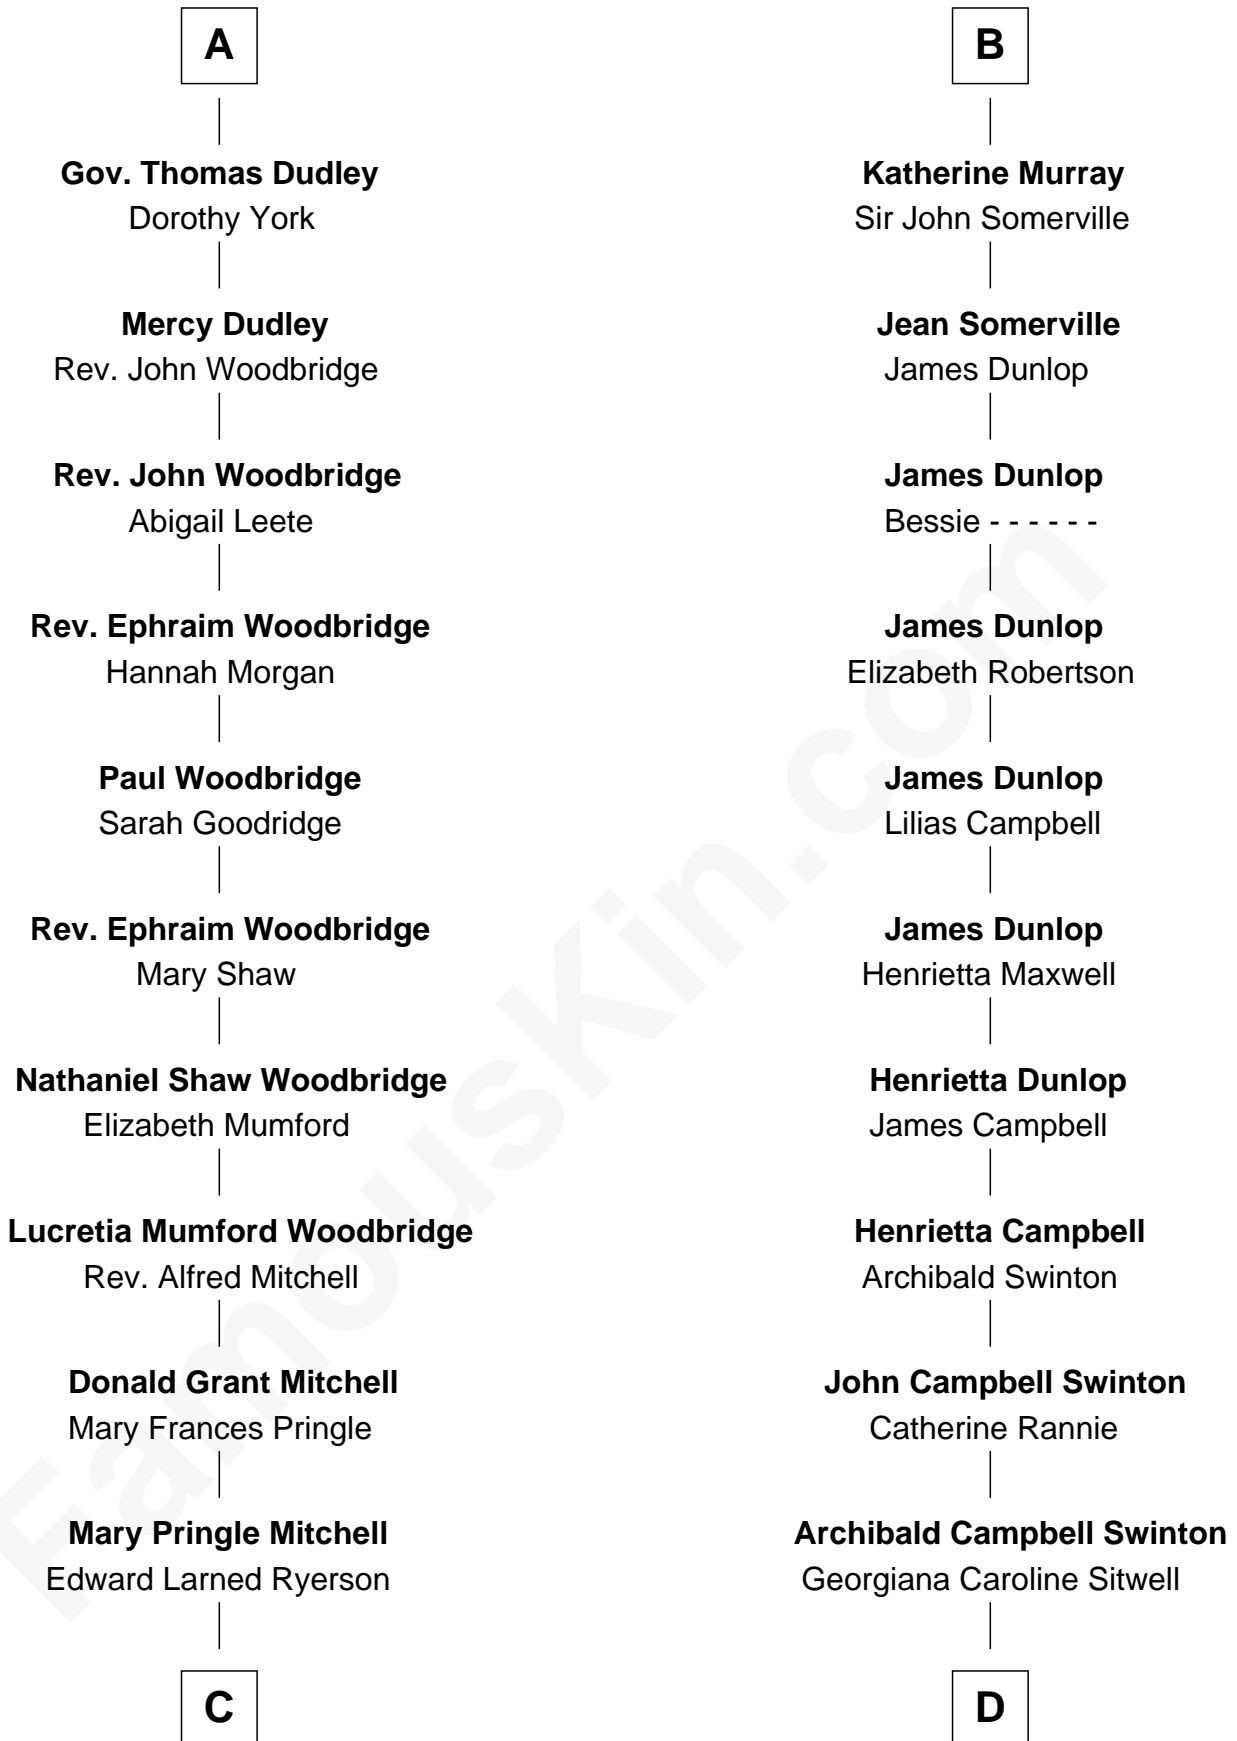 A
Gov. Thomas Dudley
Dorothy York
Mercy Dudley
Rev. John Woodbridge
Rev. John Woodbridge
Abigail Leete
Rev. Ephraim Woodbridge
Hannah Morgan
Paul Woodbridge
Sarah Goodridge
Rev. Ephraim Woodbridge
Mary Shaw
Nathaniel Shaw Woodbridge
Elizabeth Mumford
Lucretia Mumford Woodbridge
Rev. Alfred Mitchell
Donald Grant Mitchell
Mary Frances Pringle
Mary Pringle Mitchell
Edward Larned Ryerson
C
B
Katherine Murray
Sir John Somerville
Jean Somerville
James Dunlop
James Dunlop
Bessie - - - - - -
James Dunlop
Elizabeth Robertson
James Dunlop
Lilias Campbell
James Dunlop
Henrietta Maxwell
Henrietta Dunlop
James Campbell
Henrietta Campbell
Archibald Swinton
John Campbell Swinton
Catherine Rannie
Archibald Campbell Swinton
Georgiana Caroline Sitwell
D
FamousKin.com